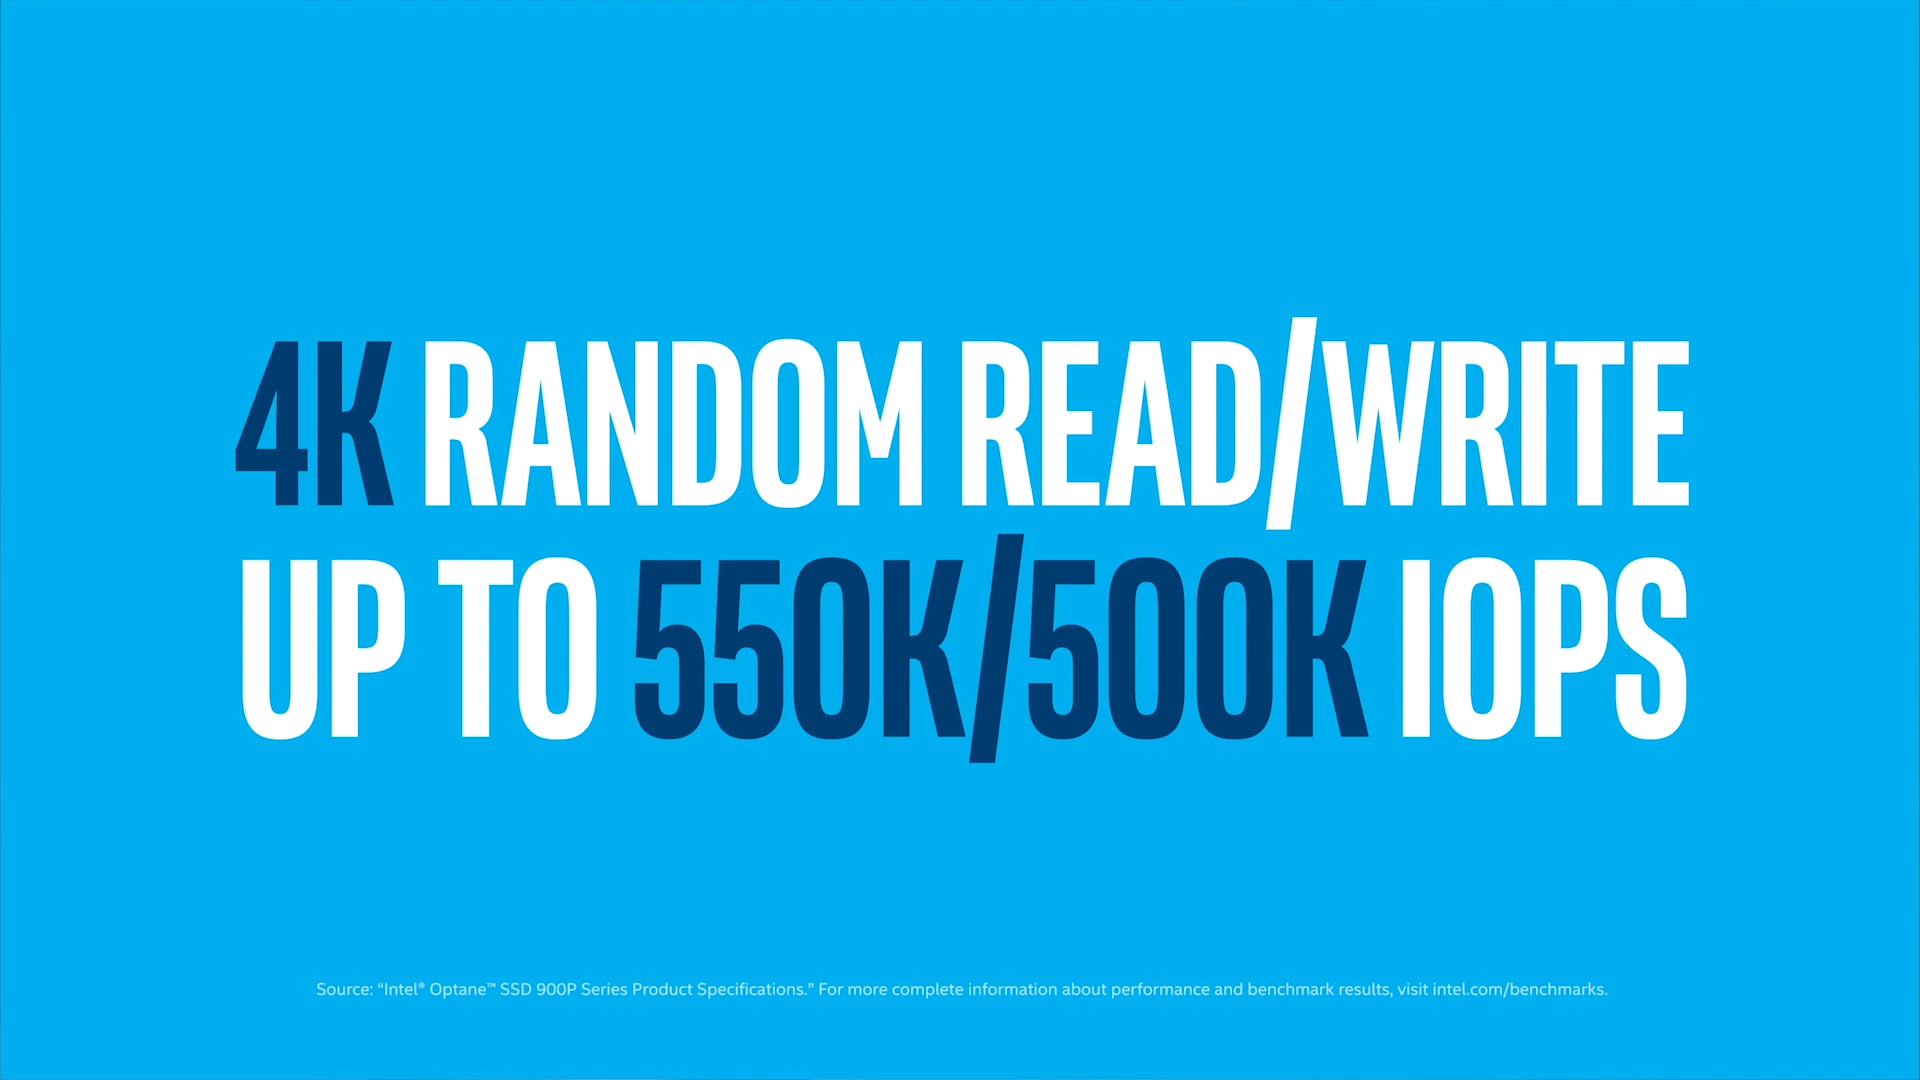 4K RANDOM READ/WRITE
UP TO 550K/500K IOPS
Source: “Intel® Optane™ SSD 900P Series Product Specifications.” For more complete information about performance and benchmark results, visit intel.com/benchmarks.